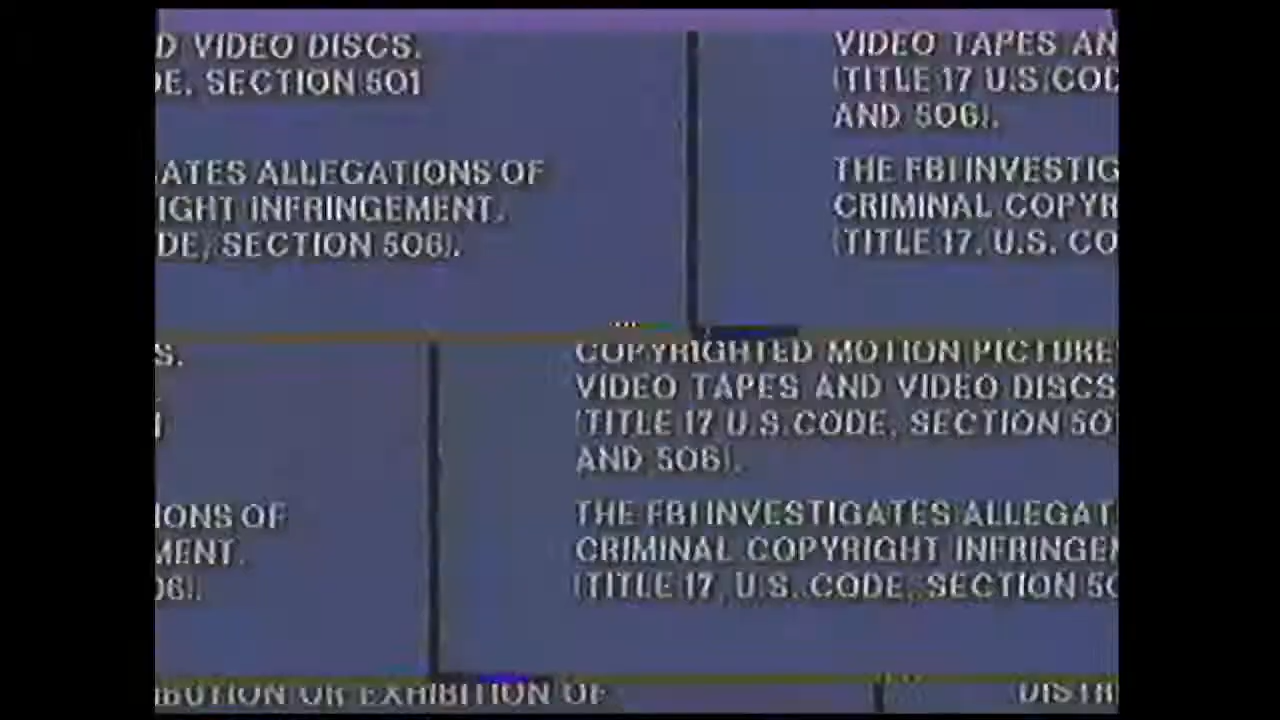 D VIDEO DISCS.
DE, SECTION 501
ATES ALLEGATIONS OF
IGHT INFRINGEMENT.
DE, SECTION 506).
VIDEO TAPES AN
(TITLE 17 U.S.COD
AND 506).
THE FBI INVESTIG
CRIMINAL COPYR
(TITLE 17, U.S. CO
S.
IONS OF
MENT.
06).
COPYRIGHTED MOTION PICTURE
VIDEO TAPES AND VIDEO DISCS
(TITLE 17 U.S.CODE, SECTION 50
AND 506).
THE FBI INVESTIGATES ALLEGAT
CRIMINAL COPYRIGHT INFRINGEM
(TITLE 17, U.S. CODE, SECTION 50
IBUTION OR EXHIBITION OF
DISTR